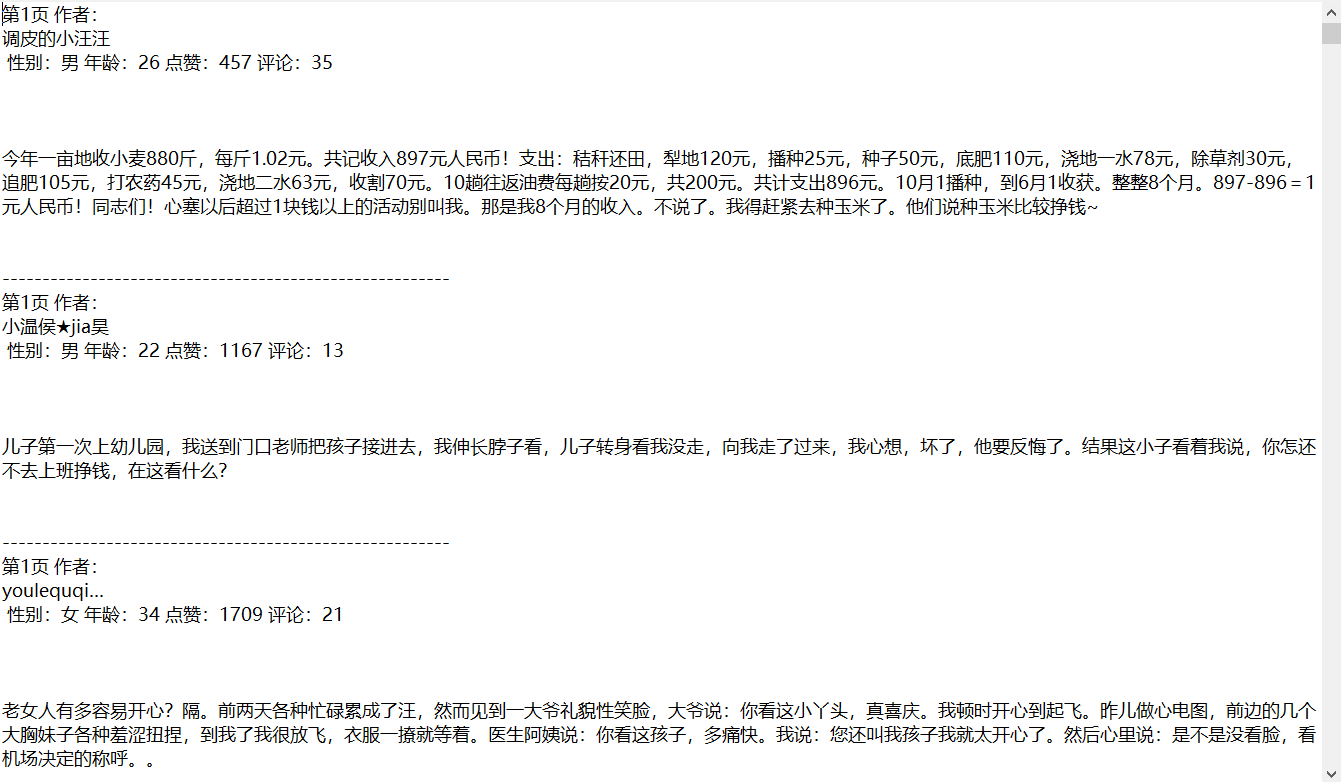 第1页 作者：
调皮的小汪汪
性别：男 年龄：26 点赞：457 评论：35
今年一亩地收小麦880斤，每斤1.02元。共记收入897元人民币！支出：秸秆还田，犁地120元，播种25元，种子50元，底肥110元，浇地一水78元，除草剂30元，
追肥105元，打农药45元，浇地二水63元，收割70元。10趟往返油费每趟按20元，共200元。共计支出896元。10月1播种，到6月1收获。整整8个月。897-896＝1
元人民币！同志们！心塞以后超过1块钱以上的活动别叫我。那是我8个月的收入。不说了。我得赶紧去种玉米了。他们说种玉米比较挣钱~
-------------------------------------------------------
第1页 作者：
小温侯★jia昊
性别：男 年龄：22 点赞：1167 评论：13
儿子第一次上幼儿园，我送到门口老师把孩子接进去，我伸长脖子看，儿子转身看我没走，向我走了过来，我心想，坏了，他要反悔了。结果这小子看着我说，你怎还
不去上班挣钱，在这看什么？
-------------------------------------------------------
第1页 作者：
youlequqi...
性别：女 年龄：34 点赞：1709 评论：21
老女人有多容易开心？隔。前两天各种忙碌累成了汪，然而见到一大爷礼貌性笑脸，大爷说：你看这小丫头，真喜庆。我顿时开心到起飞。昨儿做心电图，前边的几个
大胸妹子各种羞涩扭捏，到我了我很放飞，衣服一撩就等着。医生阿姨说：你看这孩子，多痛快。我说：您还叫我孩子我就太开心了。然后心里说：是不是没看脸，看
机场决定的称呼。。